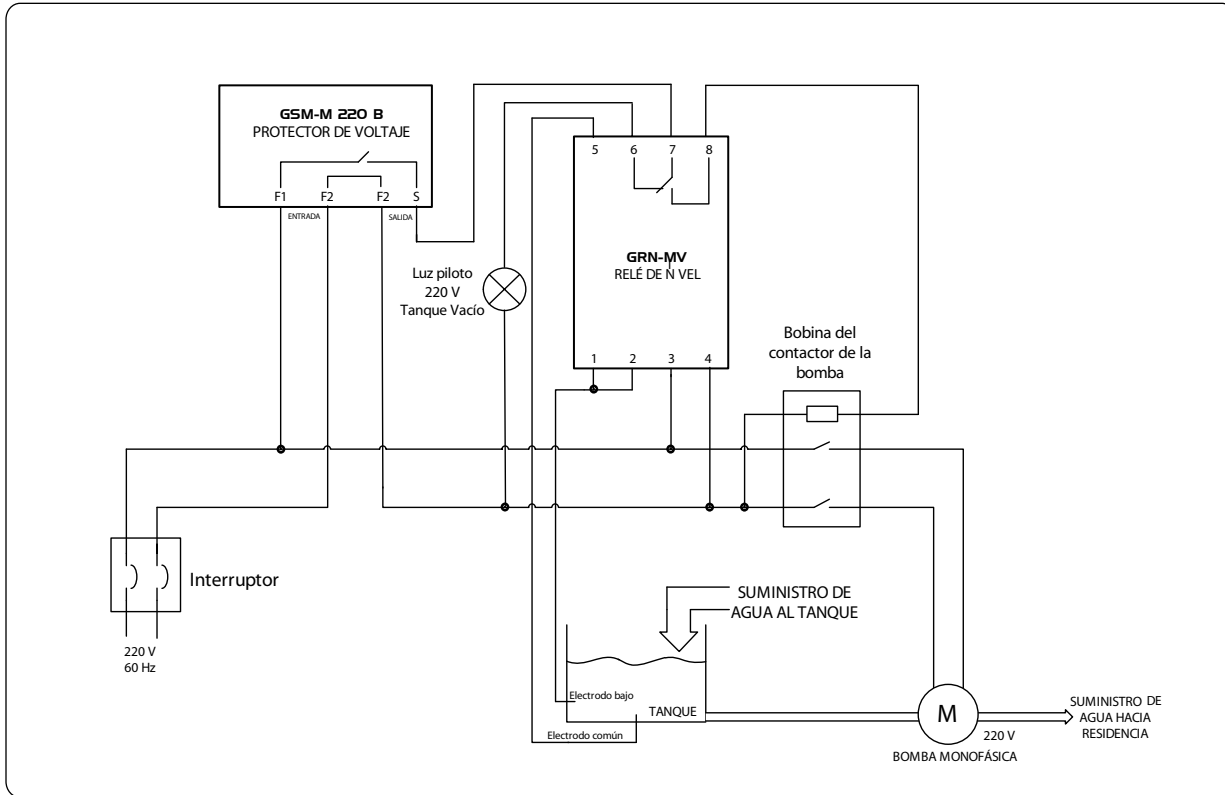 GSM-M 220 B
PROTECTOR DE VOLTAJE
F1
F2
F2
S
ENTRADA
SALIDA
5
6
7
8
GRN-MV
RELÉ DE N VEL
1
2
3
4
Luz piloto
220 V
Tanque Vacío
Bobina del
contactor de la
bomba
Interruptor
220 V
60 Hz
SUMINISTRO DE
AGUA AL TANQUE
Electrodo bajo
TANQUE
Electrodo común
M
220 V
BOMBA MONOFÁSICA
SUMINISTRO DE
AGUA HACIA
RESIDENCIA